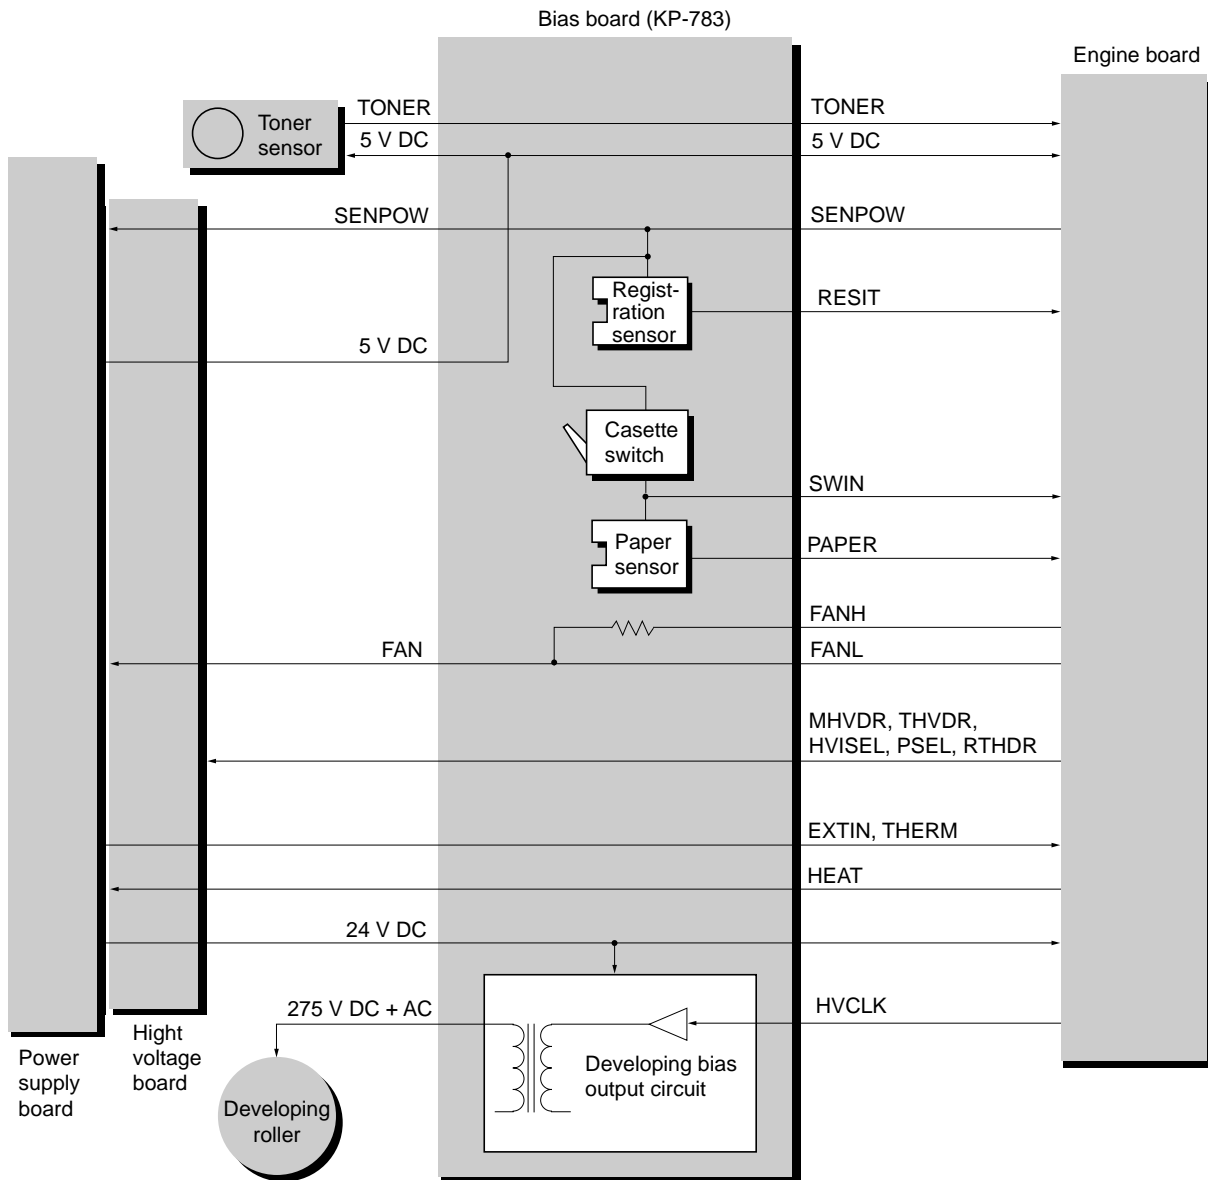 Bias board (KP-783)
Engine board
Toner
sensor
TONER
5 V DC
TONER
5 V DC
SENPOW
SENPOW
Regist-
ration
sensor
RESIT
5 V DC
Casette
switch
SWIN
Paper
sensor
PAPER
FANH
FAN
FANL
MHVDR, THVDR,
HVISEL, PSEL, RTHDR
EXTIN, THERM
HEAT
24 V DC
275 V DC + AC
HVCLK
Developing bias
output circuit
Power
supply
board
Hight
voltage
board
Developing
roller